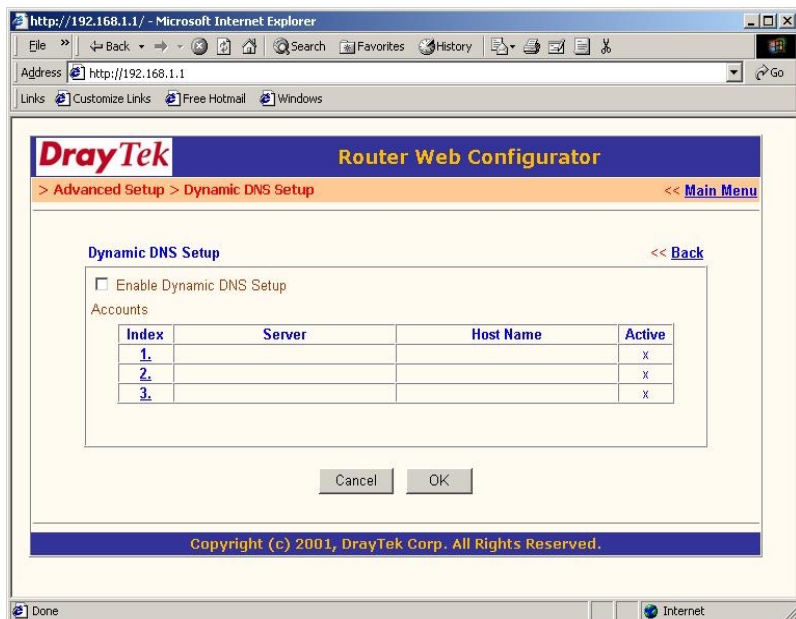 http://192.168.1.1/ - Microsoft Internet Explorer
File » Back Search Favorites History
Address http://192.168.1.1 Go
Links Customize Links Free Hotmail Windows
DrayTek Router Web Configurator
> Advanced Setup > Dynamic DNS Setup << Main Menu
Dynamic DNS Setup << Back
Enable Dynamic DNS Setup
Accounts
Index Server Host Name Active
1. x
2. x
3. x
Cancel OK
Copyright (c) 2001, DrayTek Corp. All Rights Reserved.
Done Internet